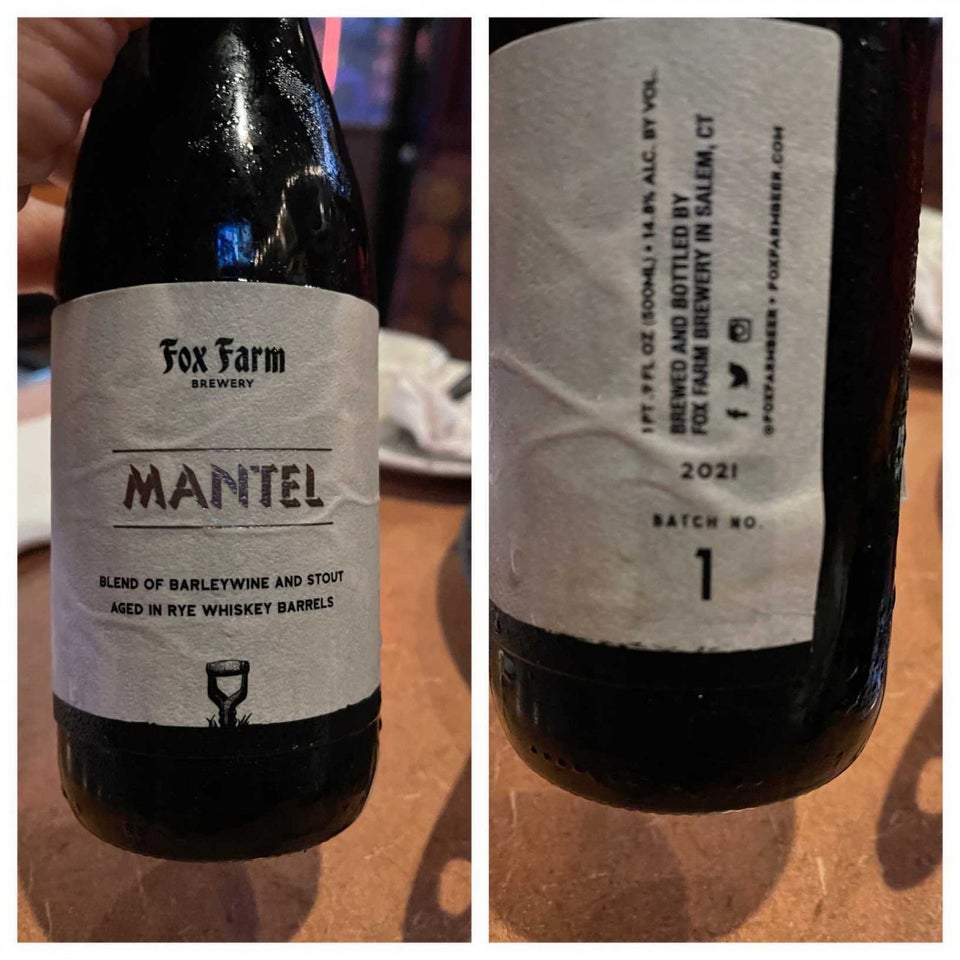 Fox Farm
BREWERY
MANTEL
BLEND OF BARLEYWINE AND STOUT
AGED IN RYE WHISKEY BARRELS
1 PT .9 FL OZ (500ML) • 14.8% ALC. BY VOL.
BREWED AND BOTTLED BY
FOX FARM BREWERY IN SALEM, CT
@FOXFARMBEER • FOXFARMBEER.COM
2021
BATCH NO.
1